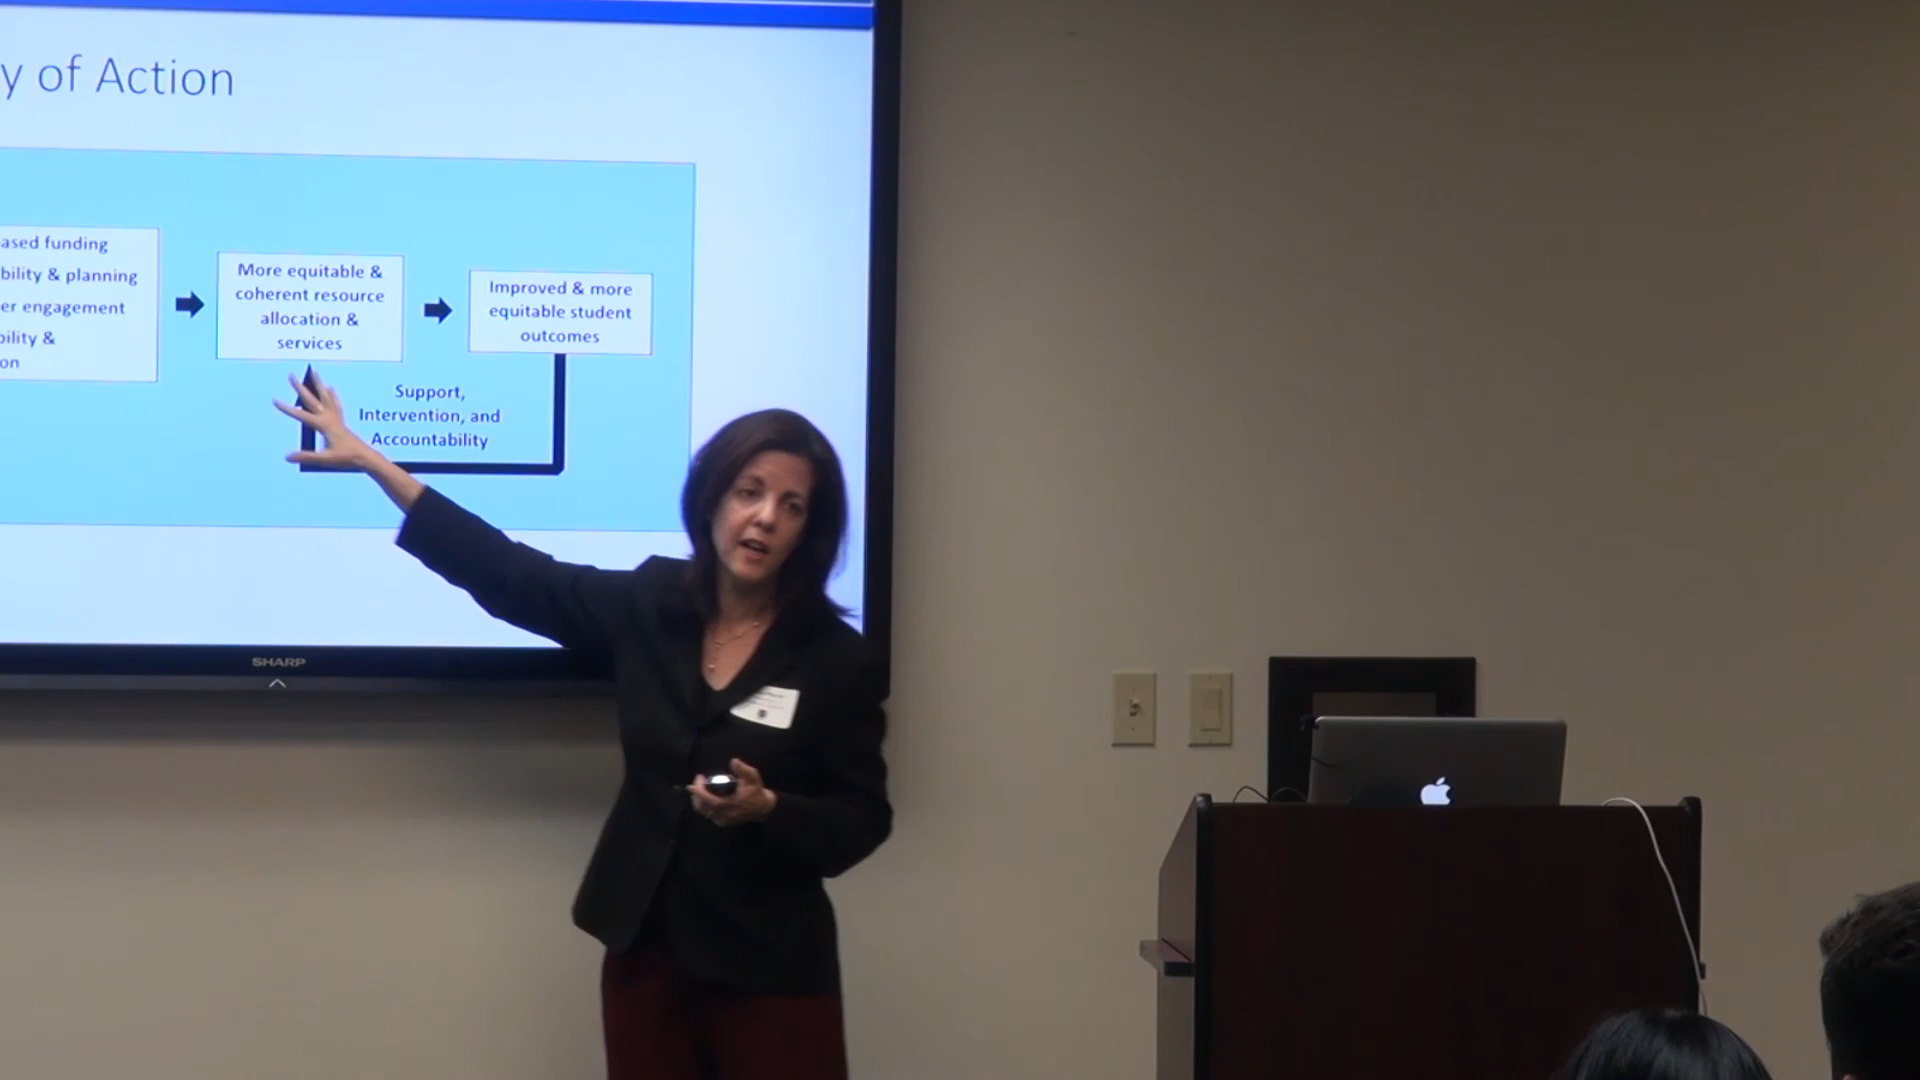 y of Action
ased funding
bility & planning
er engagement
bility &
on
More equitable &
coherent resource
allocation &
services
Improved & more
equitable student
outcomes
Support,
Intervention, and
Accountability
SHARP